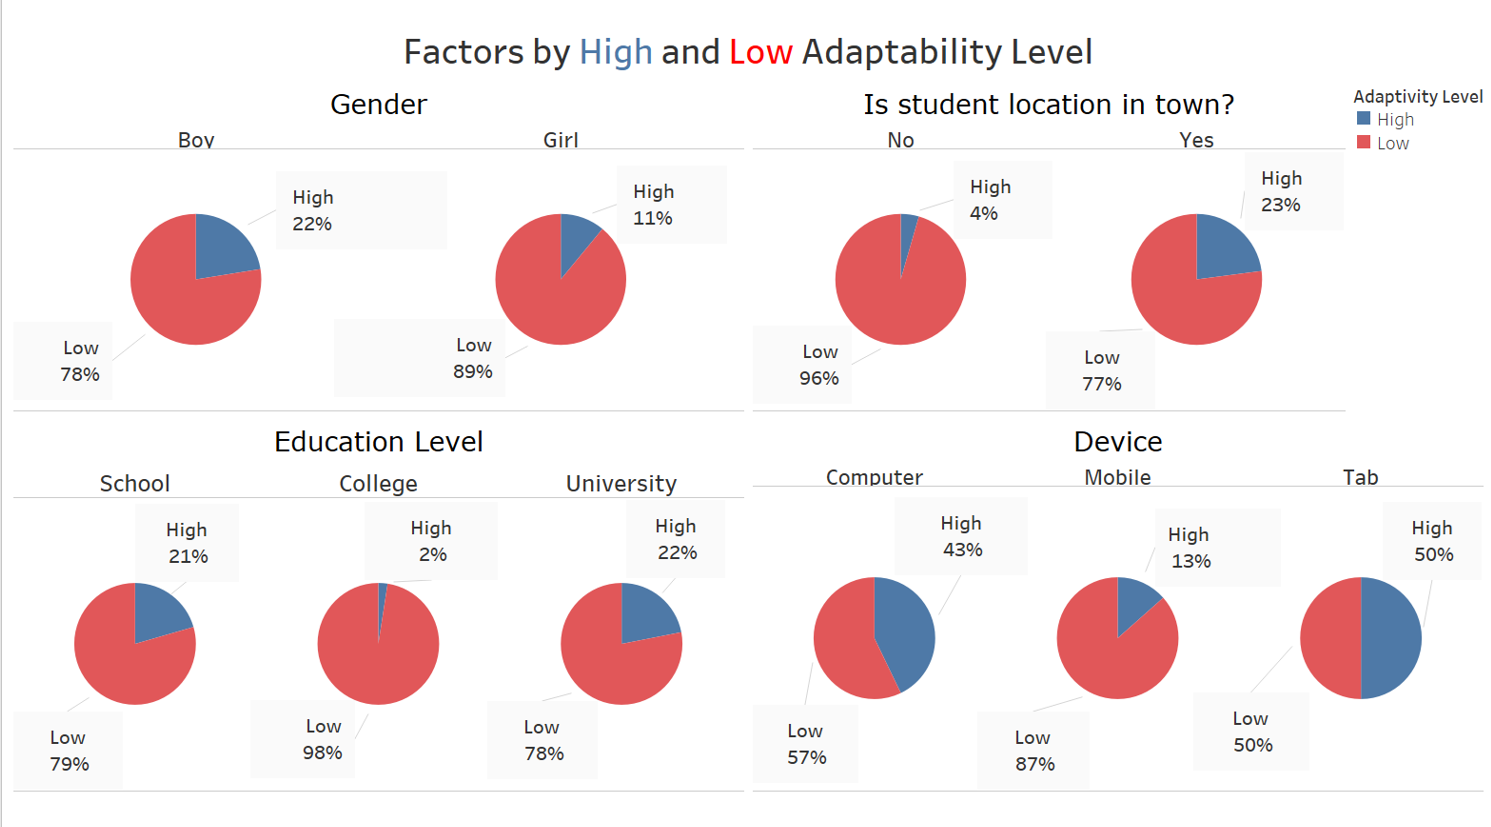 Factors by High and Low Adaptability Level
Gender
Boy
Girl
High
22%
Low
78%
High
11%
Low
89%
Is student location in town?
No
Yes
High
4%
Low
96%
High
23%
Low
77%
Adaptivity Level
High
Low
Education Level
School
College
University
High
21%
Low
79%
High
2%
Low
98%
High
22%
Low
78%
Device
Computer
Mobile
Tab
High
43%
Low
57%
High
13%
Low
87%
High
50%
Low
50%